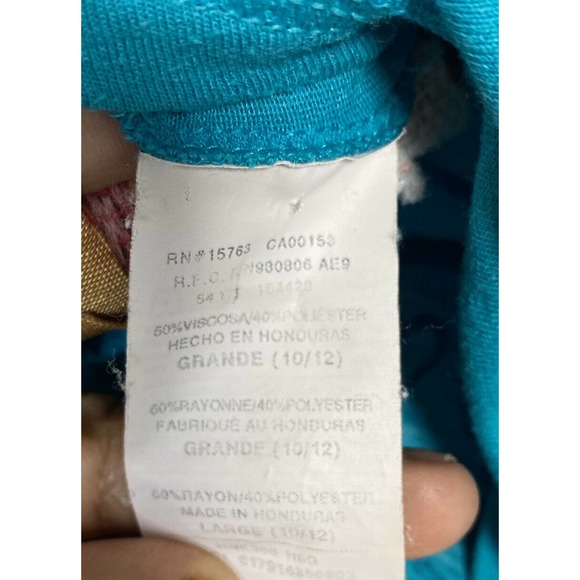 RN#15763 CA00153
R.F.C. 980806 AE9
60%VISCOSA/40%POLIESTER
HECHO EN HONDURAS
GRANDE (10/12)
60%RAYONNE/40%POLYESTER
FABRIQUÉ AU HONDURAS
GRANDE (10/12)
60%RAYON/40%POLYESTER
MADE IN HONDURAS
LARGE (10/12)